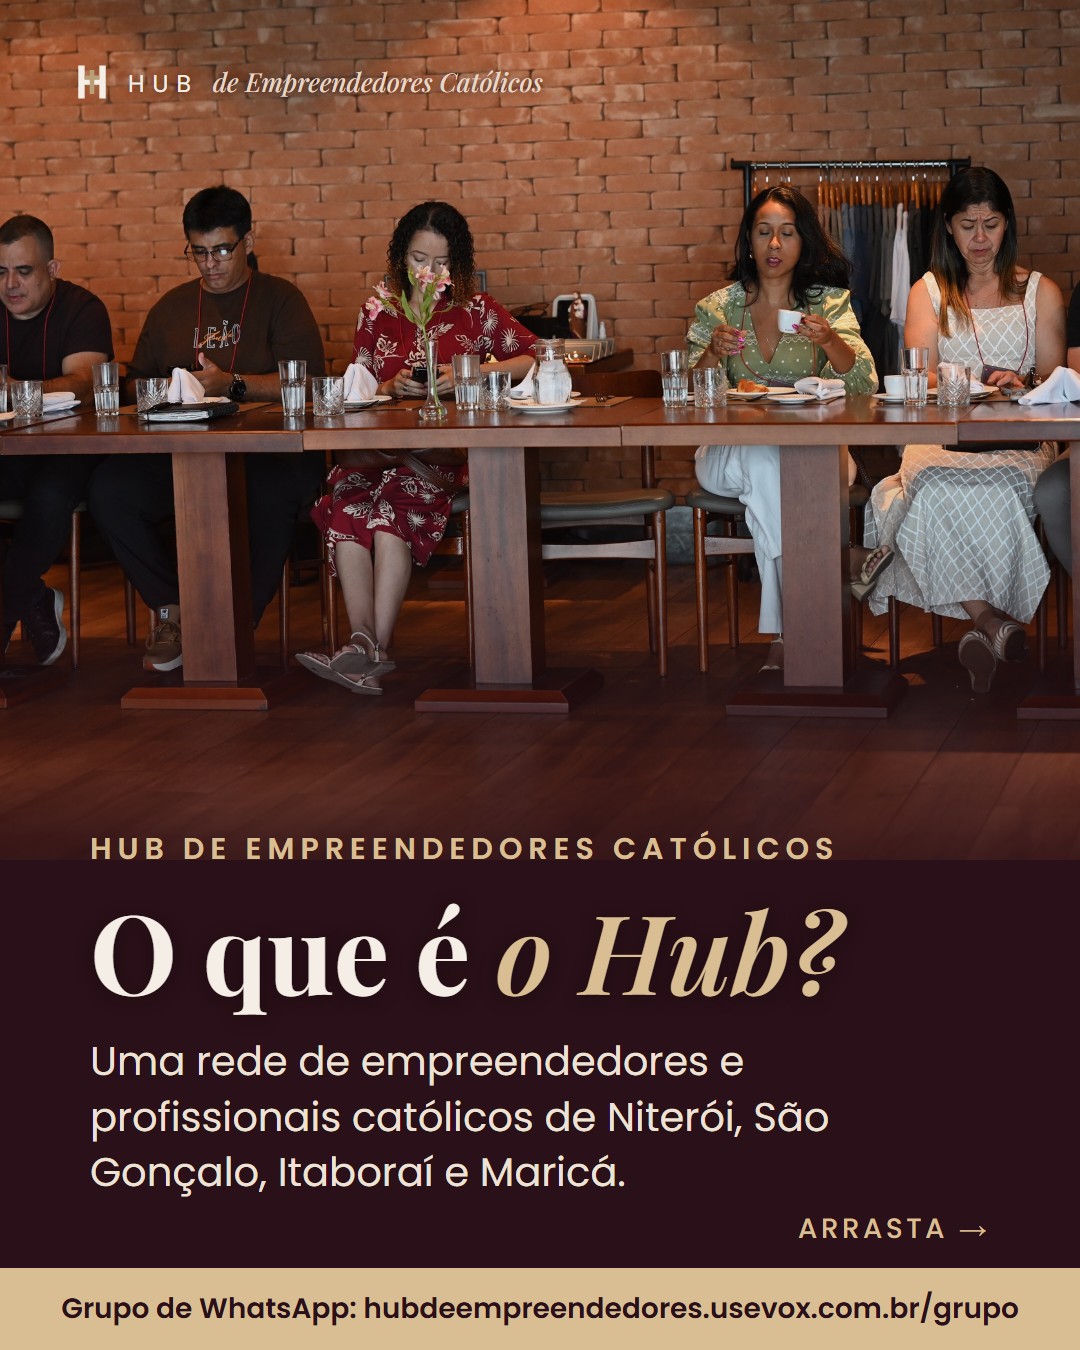 HUB de Empreendedores Católicos
LEÃO
HUB DE EMPREENDEDORES CATÓLICOS
O que é o Hub?
Uma rede de empreendedores e
profissionais católicos de Niterói, São
Gonçalo, Itaboraí e Maricá.
ARRASTA →
Grupo de WhatsApp: hubdeempreendedores.usevox.com.br/grupo